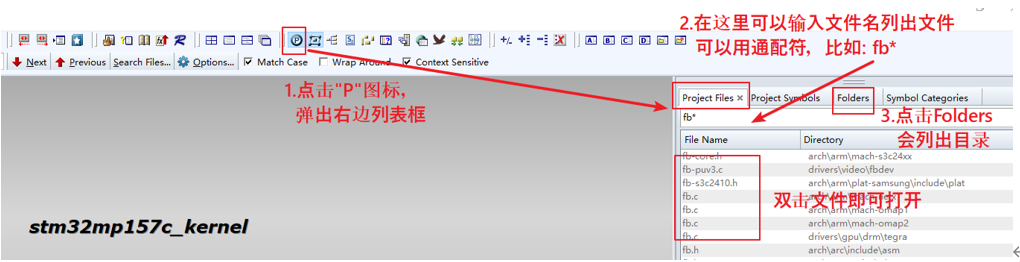 2.在这里可以输入文件名列出文件
可以用通配符，比如: fb*
Next Previous Search Files... Options... Match Case Wrap Around Context Sensitive
1.点击"P"图标，
弹出右边列表框
Project Files × Project Symbols Folders Symbol Categories
fb*
3.点击Folders
会列出目录
File Name Directory
fb-core.h arch\arm\mach-s3c24xx
fb-puv3.c drivers\video\fbdev
fb-s3c2410.h arch\arm\plat-samsung\include\plat
fb.c
双击文件即可打开
fb.c arch\arm\mach-omap1
fb.c arch\arm\mach-omap2
fb.c drivers\gpu\drm\tegra
fb.h arch\arc\include\asm
stm32mp157c_kernel